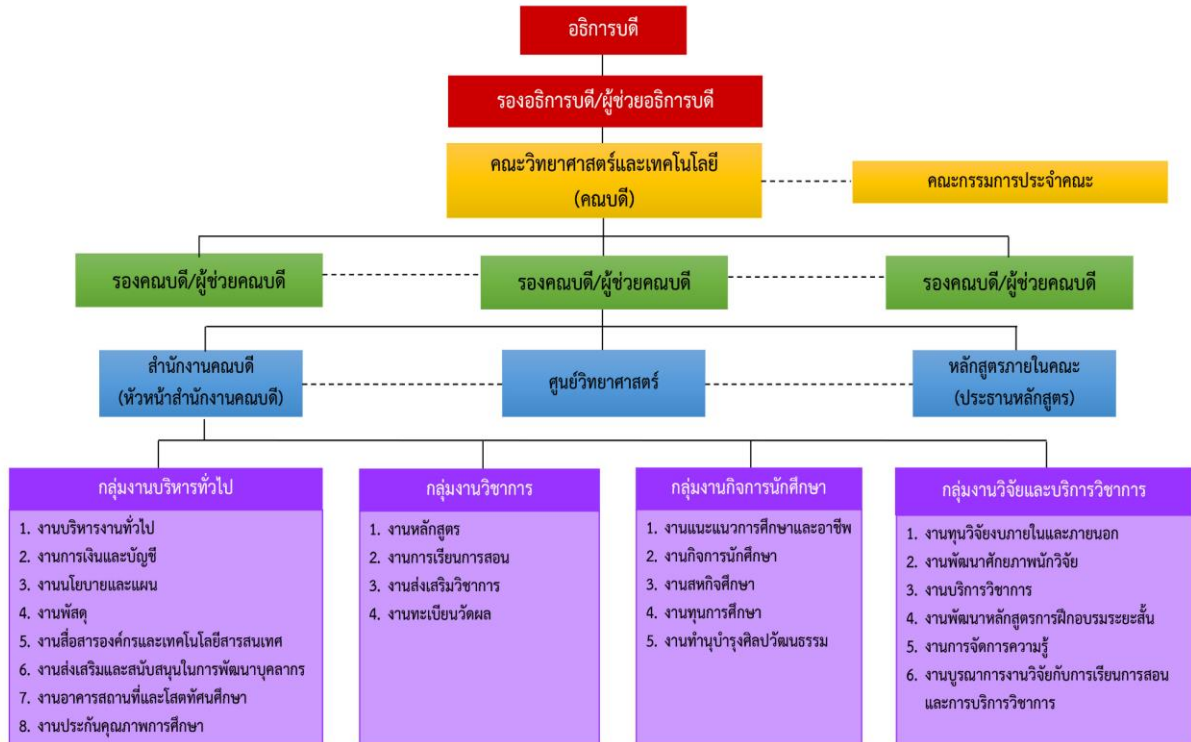 อธิการบดี
รองอธิการบดี/ผู้ช่วยอธิการบดี
คณะวิทยาศาสตร์และเทคโนโลยี
(คณบดี)
คณะกรรมการประจำคณะ
รองคณบดี/ผู้ช่วยคณบดี
รองคณบดี/ผู้ช่วยคณบดี
รองคณบดี/ผู้ช่วยคณบดี
สำนักงานคณบดี
(หัวหน้าสำนักงานคณบดี)
ศูนย์วิทยาศาสตร์
หลักสูตรภายในคณะ
(ประธานหลักสูตร)
กลุ่มงานบริหารทั่วไป
1. งานบริหารงานทั่วไป
2. งานการเงินและบัญชี
3. งานนโยบายและแผน
4. งานพัสดุ
5. งานสื่อสารองค์กรและเทคโนโลยีสารสนเทศ
6. งานส่งเสริมและสนับสนุนในการพัฒนาบุคลากร
7. งานอาคารสถานที่และโสตทัศนศึกษา
8. งานประกันคุณภาพการศึกษา
กลุ่มงานวิชาการ
1. งานหลักสูตร
2. งานการเรียนการสอน
3. งานส่งเสริมวิชาการ
4. งานทะเบียนวัดผล
กลุ่มงานกิจการนักศึกษา
1. งานแนะแนวการศึกษาและอาชีพ
2. งานกิจการนักศึกษา
3. งานสหกิจศึกษา
4. งานทุนการศึกษา
5. งานทำนุบำรุงศิลปวัฒนธรรม
กลุ่มงานวิจัยและบริการวิชาการ
1. งานทุนวิจัยงบภายในและภายนอก
2. งานพัฒนาศักยภาพนักวิจัย
3. งานบริการวิชาการ
4. งานพัฒนาหลักสูตรการฝึกอบรมระยะสั้น
5. งานการจัดการความรู้
6. งานบูรณาการงานวิจัยกับการเรียนการสอน
และการบริการวิชาการ